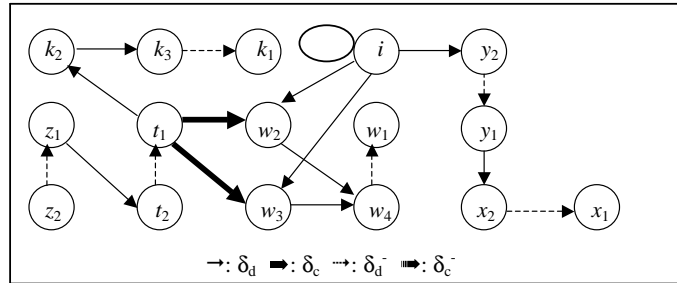 k₂ k₃ k₁ i y₂
z₁ t₁ w₂ w₁ y₁
z₂ t₂ w₃ w₄ x₂ x₁
→: δd ➡: δc ⇢: δd⁻ ➡: δc⁻